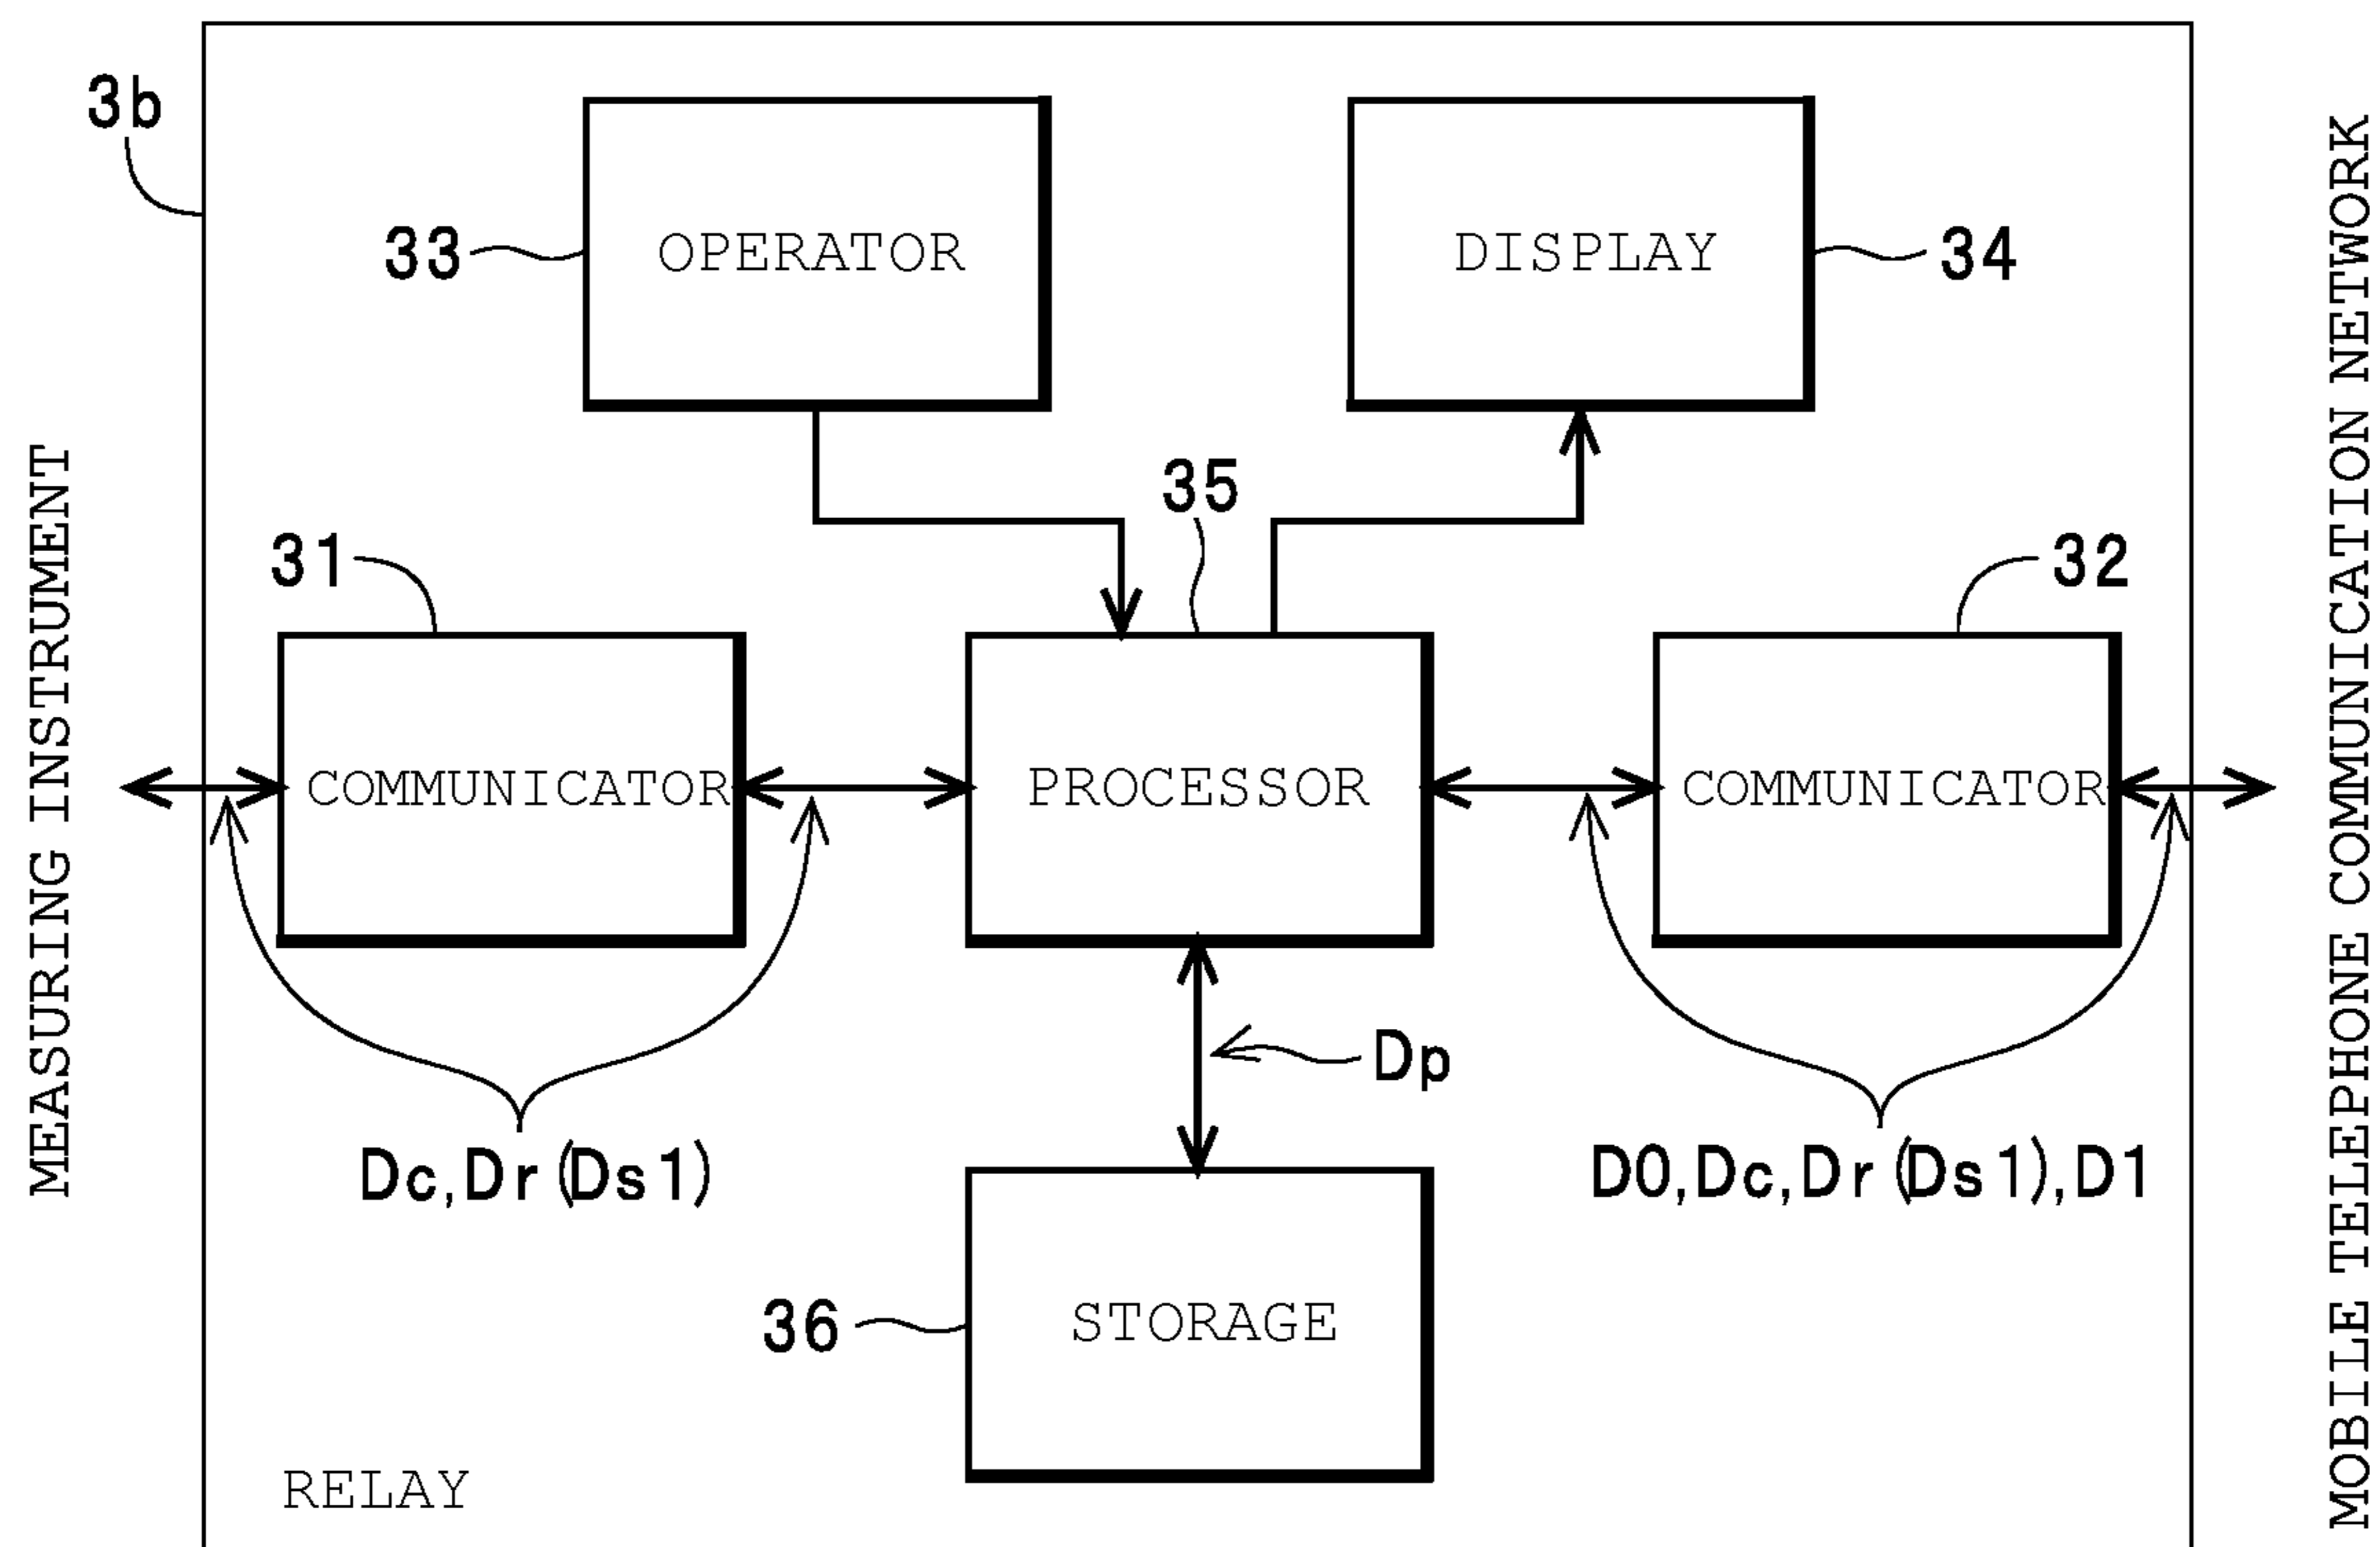 3b
33
OPERATOR
DISPLAY
34
MEASURING INSTRUMENT
MOBILE TELEPHONE COMMUNICATION NETWORK
35
31
32
COMMUNICATOR
PROCESSOR
COMMUNICATOR
Dp
Dc,Dr(Ds1)
D0,Dc,Dr(Ds1),D1
36
STORAGE
RELAY